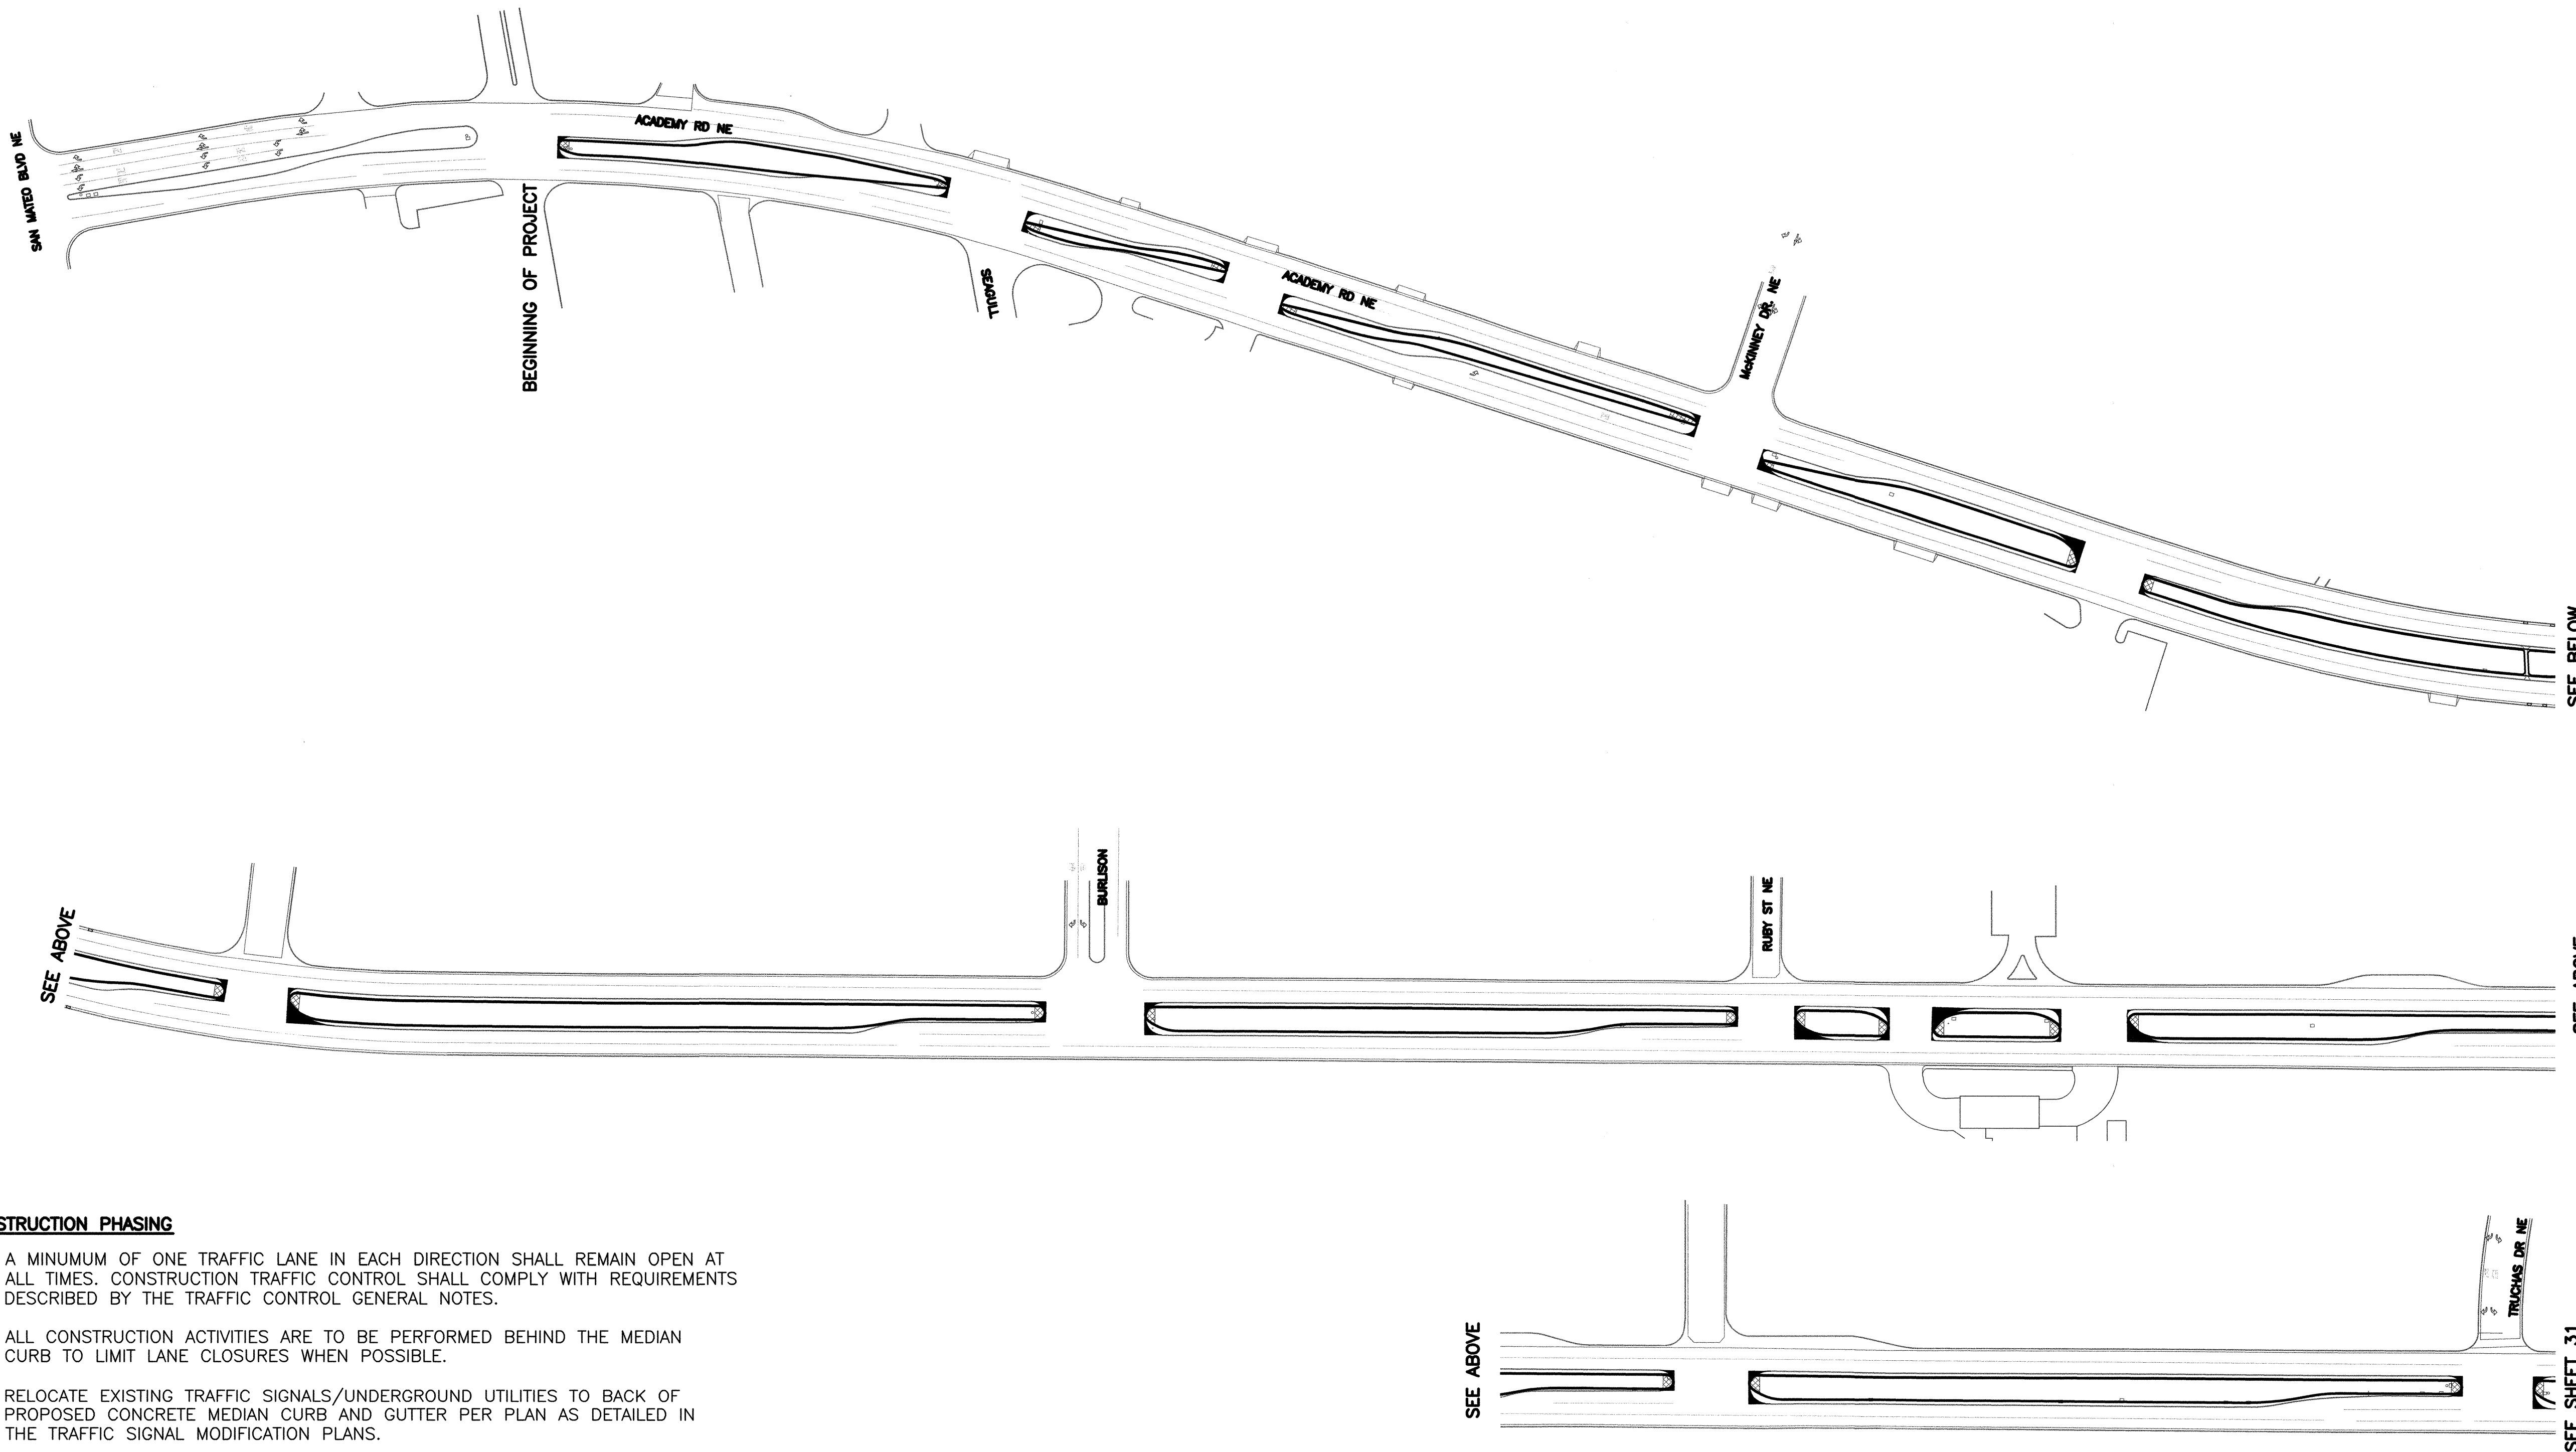 SAN MATEO BLVD NE
BEGINNING OF PROJECT
ACADEMY RD NE
SEAGULL
ACADEMY RD NE
McKINNEY DR. NE
SEE BELOW
SEE ABOVE
BURLISON
RUBY ST NE
SEE ABOVE
STRUCTION PHASING
A MINUMUM OF ONE TRAFFIC LANE IN EACH DIRECTION SHALL REMAIN OPEN AT
ALL TIMES. CONSTRUCTION TRAFFIC CONTROL SHALL COMPLY WITH REQUIREMENTS
DESCRIBED BY THE TRAFFIC CONTROL GENERAL NOTES.
ALL CONSTRUCTION ACTIVITIES ARE TO BE PERFORMED BEHIND THE MEDIAN
CURB TO LIMIT LANE CLOSURES WHEN POSSIBLE.
RELOCATE EXISTING TRAFFIC SIGNALS/UNDERGROUND UTILITIES TO BACK OF
PROPOSED CONCRETE MEDIAN CURB AND GUTTER PER PLAN AS DETAILED IN
THE TRAFFIC SIGNAL MODIFICATION PLANS.
SEE ABOVE
TRUCHAS DR NE
SEE SHEET 31